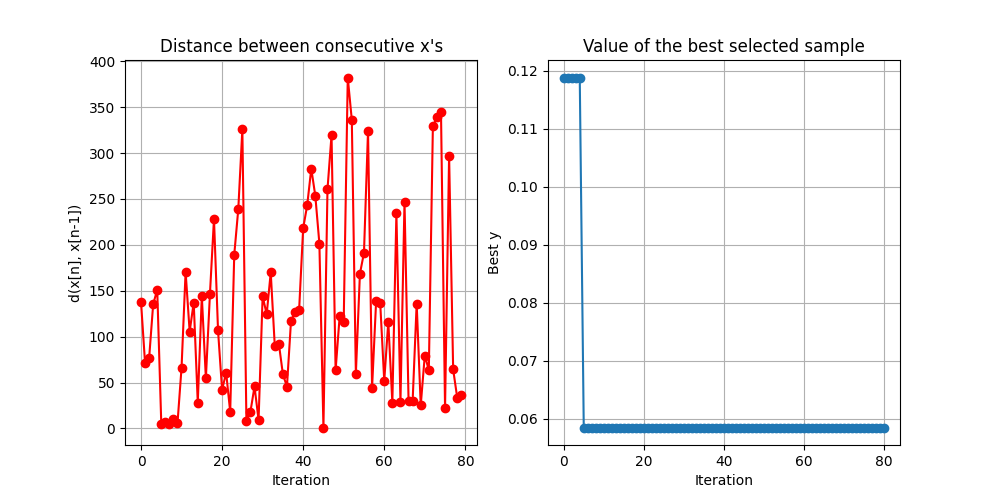 Distance between consecutive x's
400
350
300
250
200
150
100
50
0
d(x[n], x[n-1])
0 20 40 60 80
Iteration
Value of the best selected sample
0.12
0.11
0.10
0.09
0.08
0.07
0.06
Best y
0 20 40 60 80
Iteration